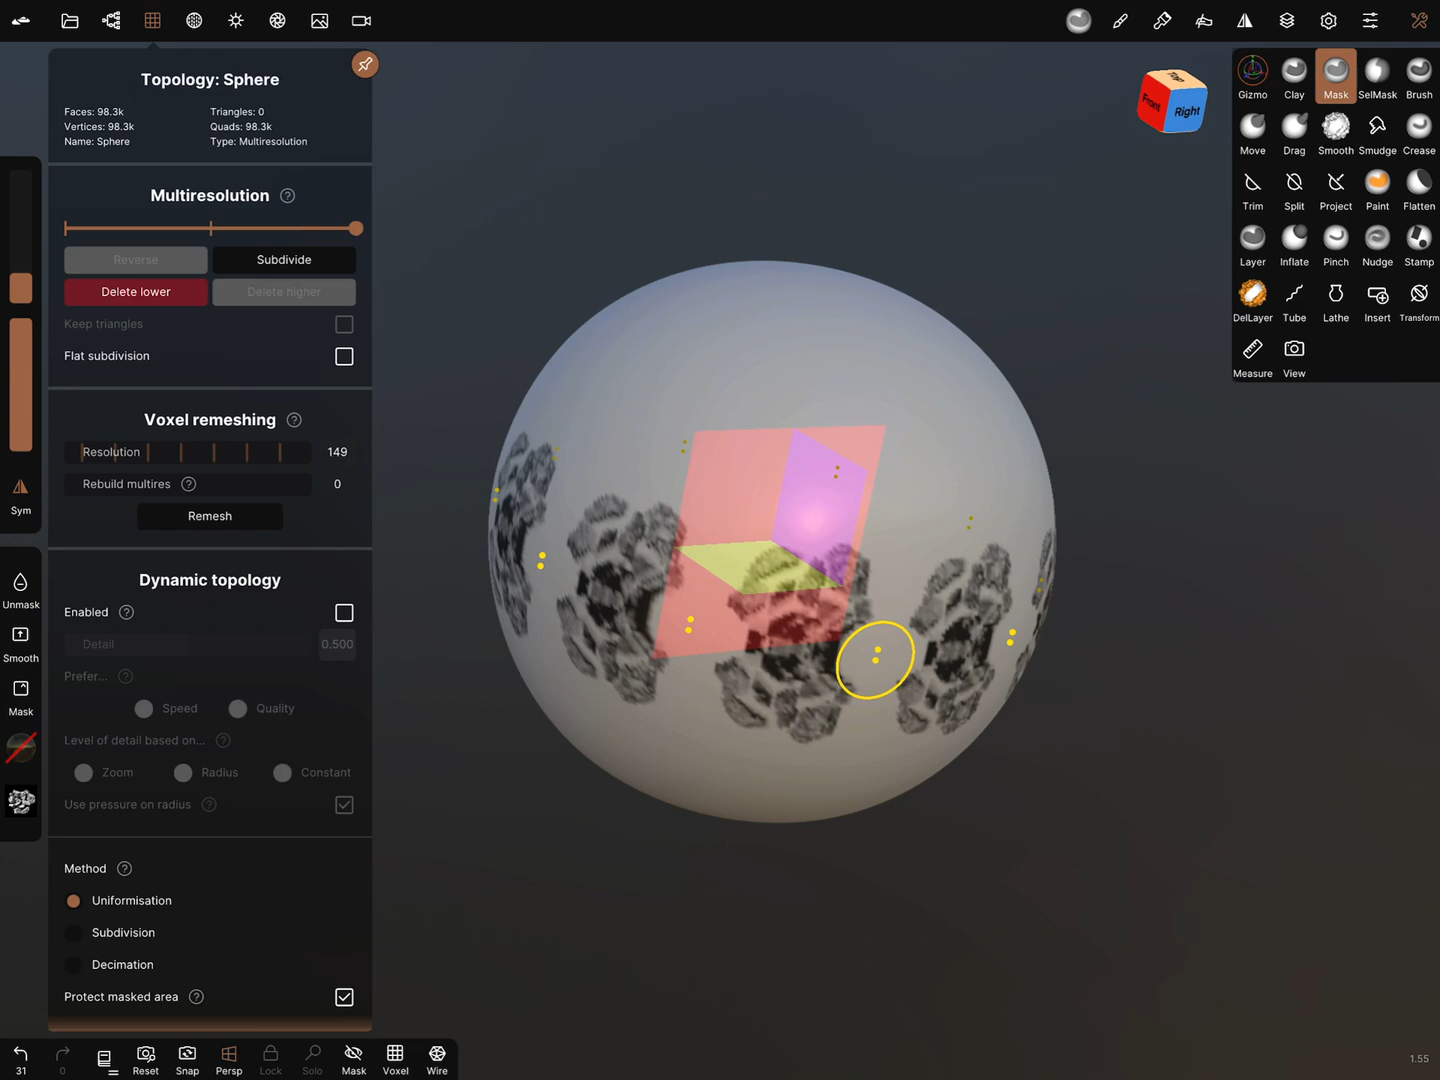 Topology: Sphere
Faces: 98.3k
Triangles: 0
Vertices: 98.3k
Quads: 98.3k
Name: Sphere
Type: Multiresolution
Multiresolution ?
Reverse
Subdivide
Delete lower
Delete higher
Keep triangles
Flat subdivision
Voxel remeshing ?
Resolution
149
Rebuild multires ?
0
Remesh
Dynamic topology
Enabled ?
Detail
0.500
Prefer... ?
Speed
Quality
Level of detail based on... ?
Zoom
Radius
Constant
Use pressure on radius ?
Method ?
Uniformisation
Subdivision
Decimation
Protect masked area ?
Sym
Unmask
Smooth
Mask
31
0
Reset
Snap
Persp
Lock
Solo
Mask
Voxel
Wire
Top
Front
Right
Gizmo
Clay
Mask
SelMask
Brush
Move
Drag
Smooth
Smudge
Crease
Trim
Split
Project
Paint
Flatten
Layer
Inflate
Pinch
Nudge
Stamp
DelLayer
Tube
Lathe
Insert
Transform
Measure
View
1.55